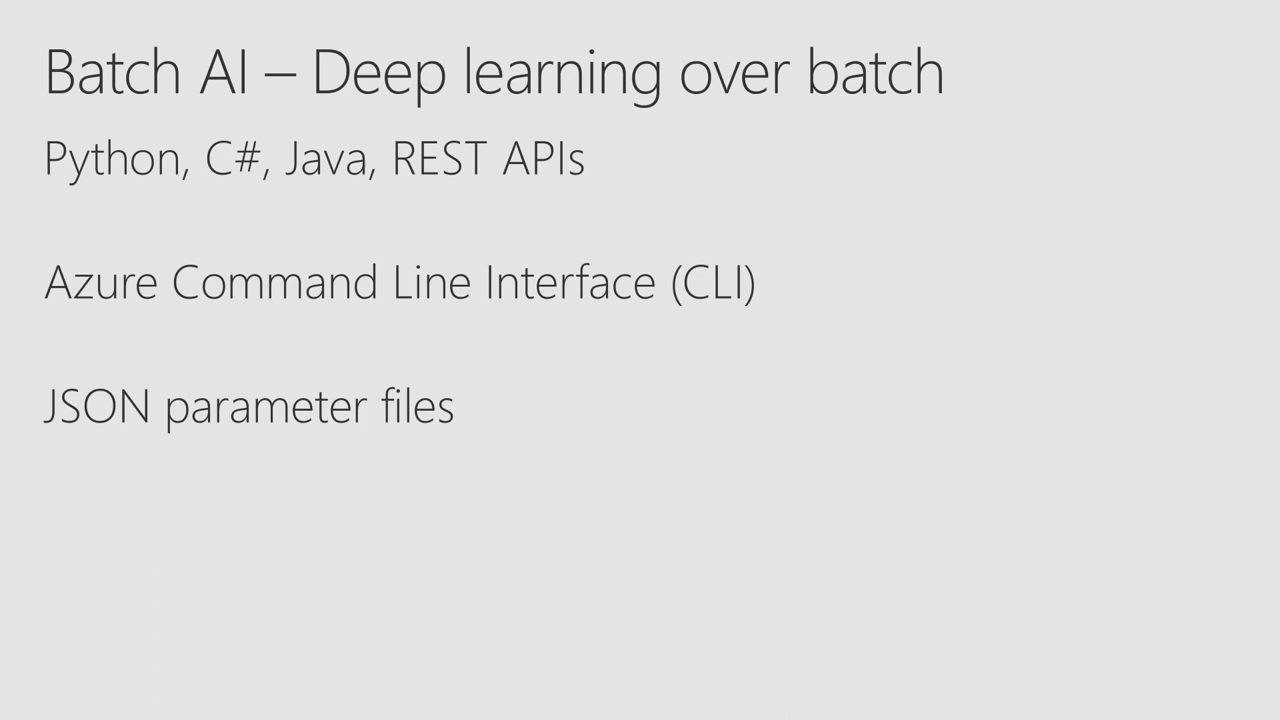 Batch AI – Deep learning over batch
Python, C#, Java, REST APIs
Azure Command Line Interface (CLI)
JSON parameter files